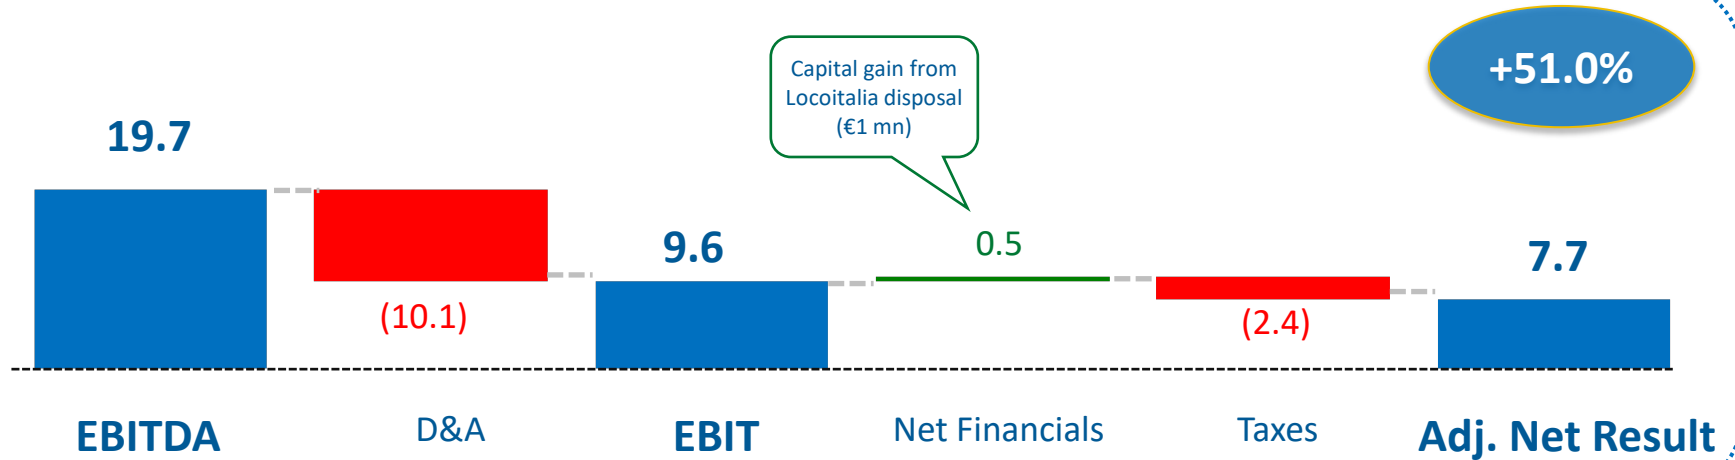 +51.0%
Capital gain from
Locoitalia disposal
(€1 mn)
19.7
9.6
0.5
7.7
(10.1)
(2.4)
EBITDA
D&A
EBIT
Net Financials
Taxes
Adj. Net Result